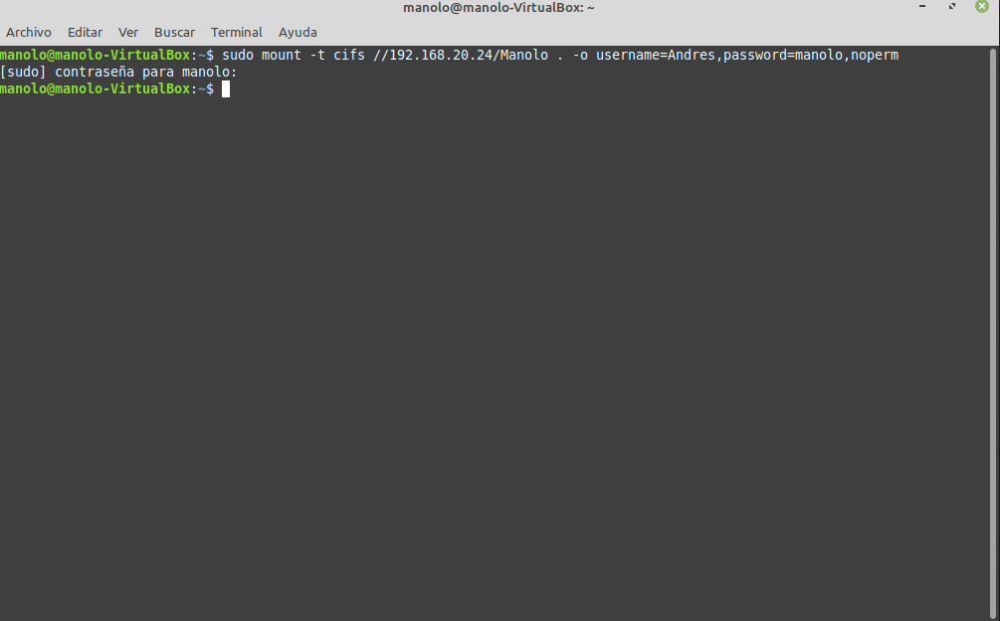 manolo@manolo-VirtualBox: ~
Archivo Editar Ver Buscar Terminal Ayuda
manolo@manolo-VirtualBox:~$ sudo mount -t cifs //192.168.20.24/Manolo . -o username=Andres,password=manolo,noperm
[sudo] contraseña para manolo:
manolo@manolo-VirtualBox:~$